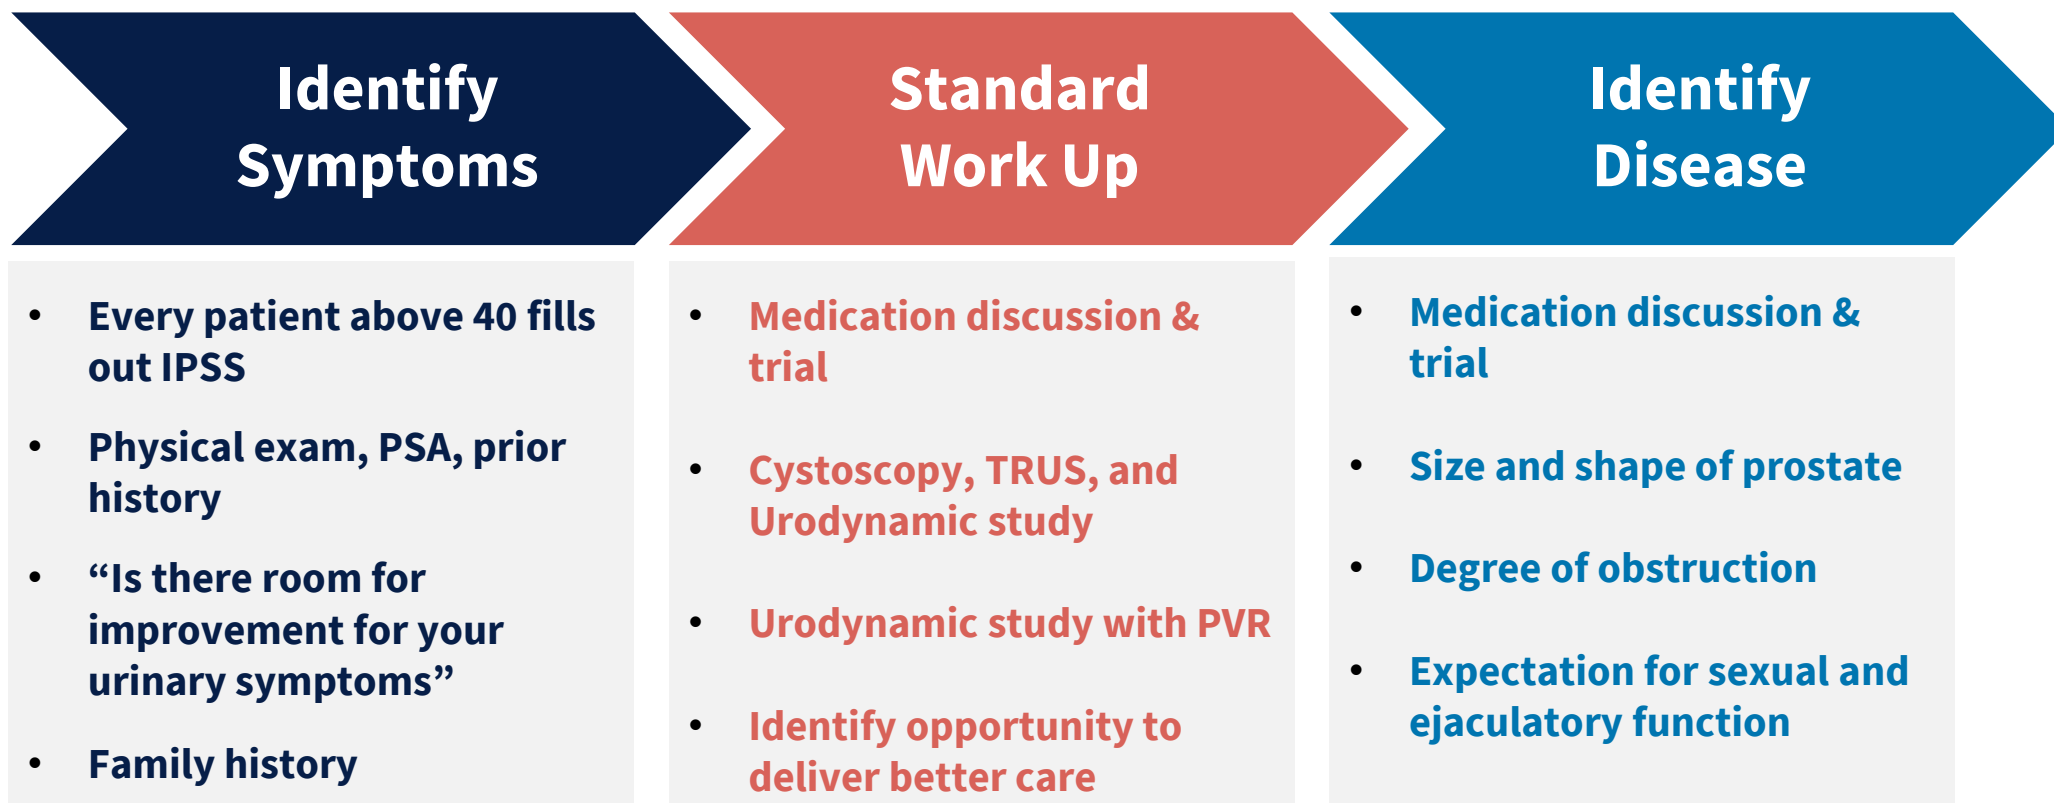 Identify
Symptoms
• Every patient above 40 fills
out IPSS
• Physical exam, PSA, prior
history
• “Is there room for
improvement for your
urinary symptoms”
• Family history
Standard
Work Up
• Medication discussion &
trial
• Cystoscopy, TRUS, and
Urodynamic study
• Urodynamic study with PVR
• Identify opportunity to
deliver better care
Identify
Disease
• Medication discussion &
trial
• Size and shape of prostate
• Degree of obstruction
• Expectation for sexual and
ejaculatory function